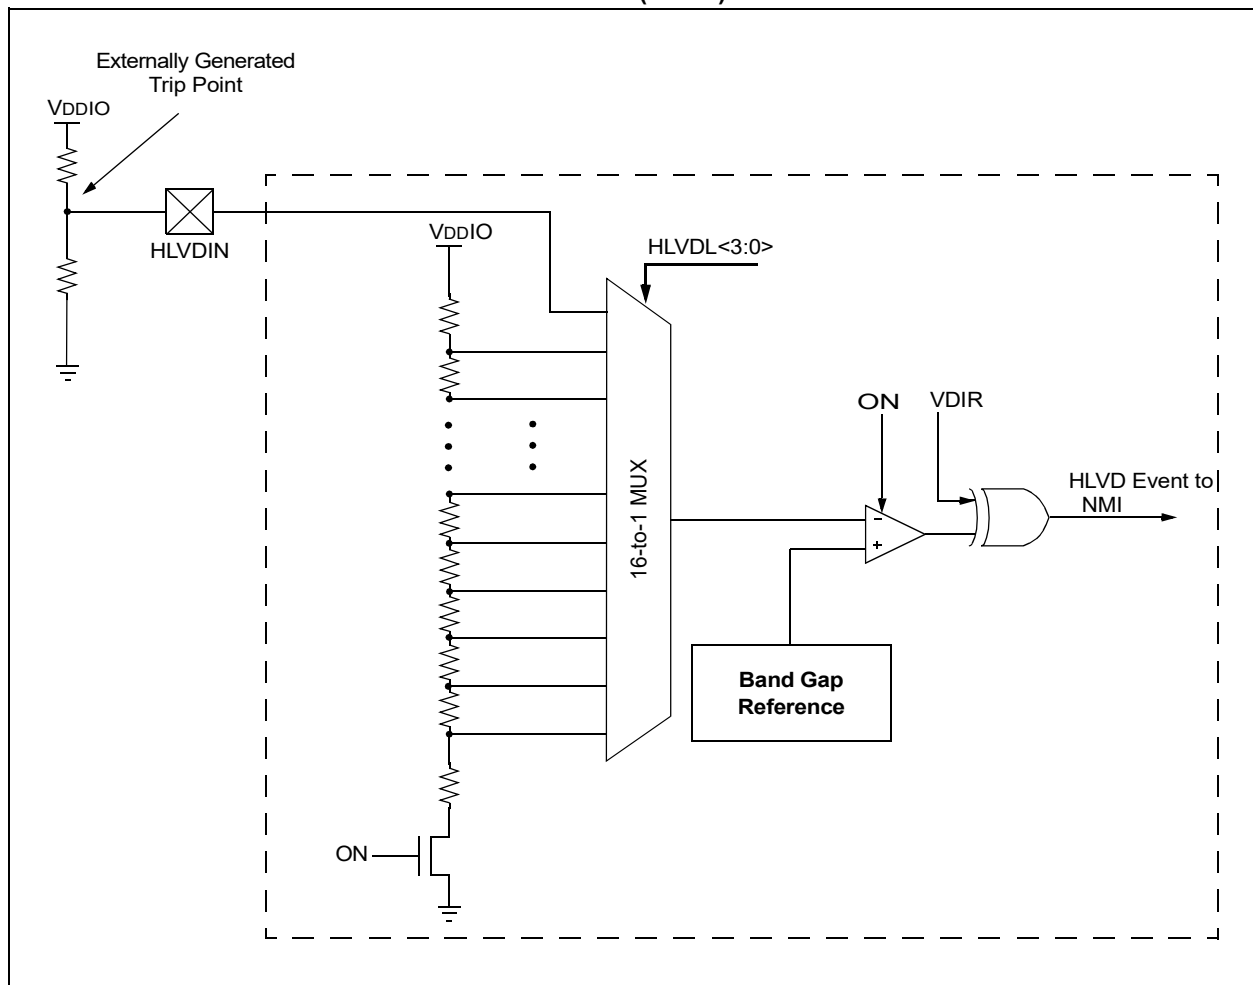 Externally Generated
Trip Point
VDDIO
HLVDIN
VDDIO
HLVDL<3:0>
16-to-1 MUX
ON
VDIR
HLVD Event to
NMI
-
+
Band Gap
Reference
ON